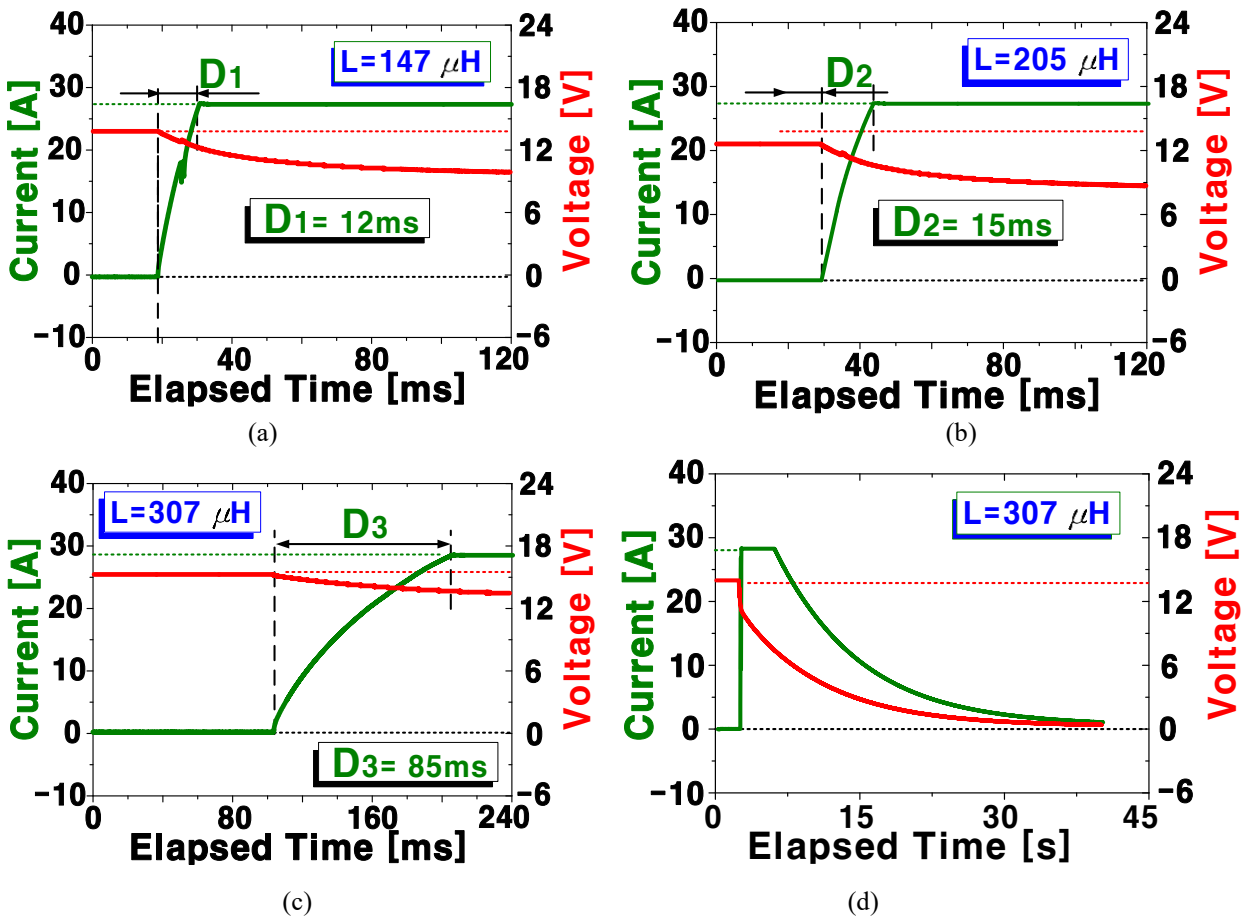 40
30
20
10
0
−10
24
18
12
6
0
−6
0
40
80
120
Current [A]
Voltage [V]
Elapsed Time [ms]
L=147 μH
D1
D1= 12ms
(a)
40
30
20
10
0
−10
24
18
12
6
0
−6
0
40
80
120
Current [A]
Voltage [V]
Elapsed Time [ms]
L=205 μH
D2
D2= 15ms
(b)
40
30
20
10
0
−10
24
18
12
6
0
−6
0
80
160
240
Current [A]
Voltage [V]
Elapsed Time [ms]
L=307 μH
D3
D3= 85ms
(c)
40
30
20
10
0
−10
24
18
12
6
0
−6
0
15
30
45
Current [A]
Voltage [V]
Elapsed Time [s]
L=307 μH
(d)